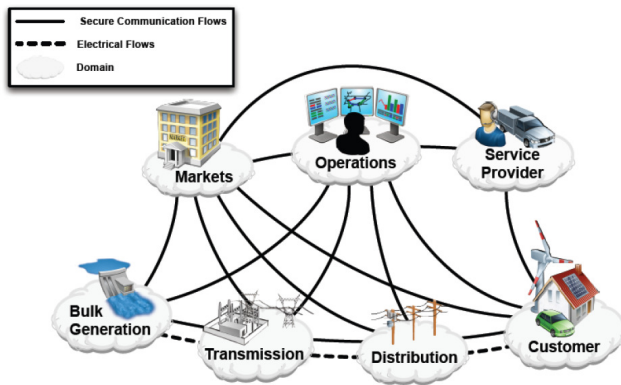 Secure Communication Flows
Electrical Flows
Domain
Markets
Operations
Service
Provider
Bulk
Generation
Transmission
Distribution
Customer